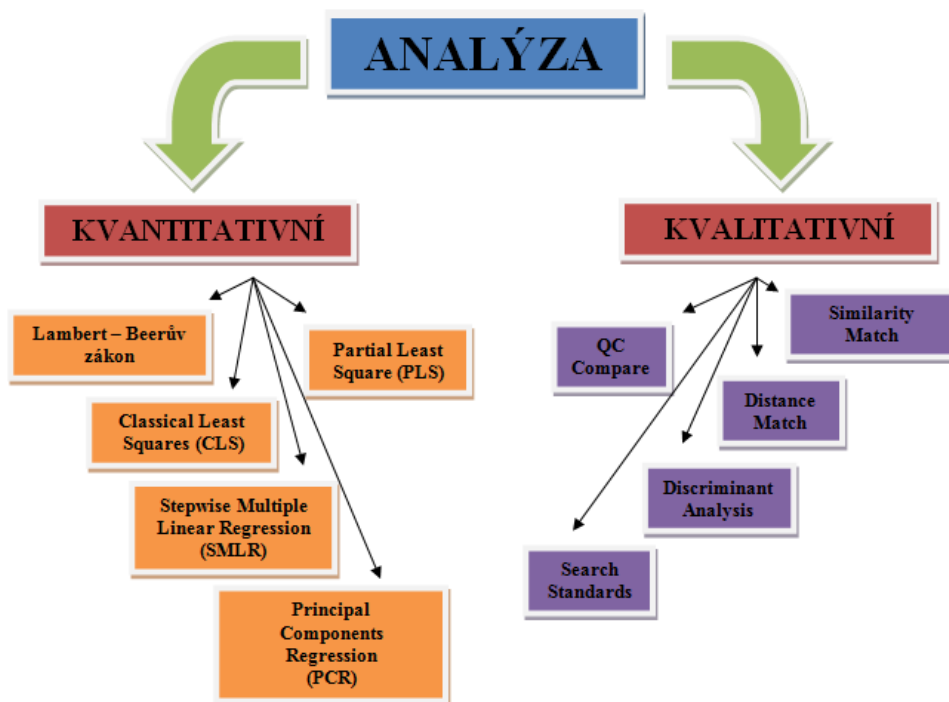 ANALÝZA
KVANTITATIVNÍ
Lambert – Beerův
zákon
Partial Least
Square (PLS)
Classical Least
Squares (CLS)
Stepwise Multiple
Linear Regression
(SMLR)
Principal
Components
Regression
(PCR)
KVALITATIVNÍ
Similarity
Match
QC
Compare
Distance
Match
Discriminant
Analysis
Search
Standards